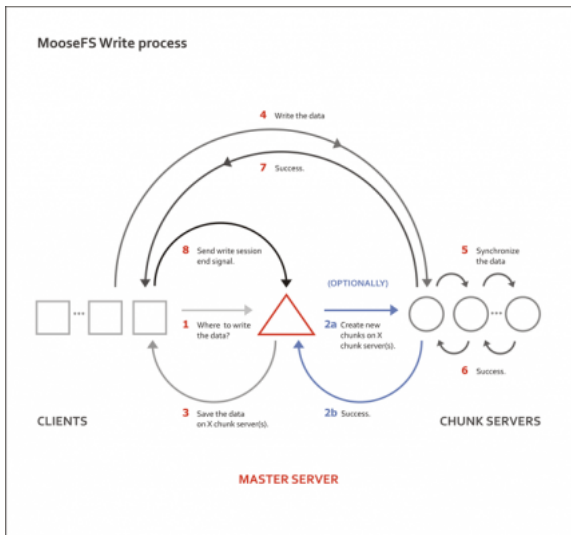 MooseFS Write process
4 Write the data
7 Success.
8 Send write session
end signal.
5 Synchronize
the data
(OPTIONALLY)
...
...
1 Where to write
the data?
2a Create new
chunks on X
chunk server(s).
6 Success.
3 Save the data
on X chunk server(s).
2b Success.
CLIENTS
CHUNK SERVERS
MASTER SERVER